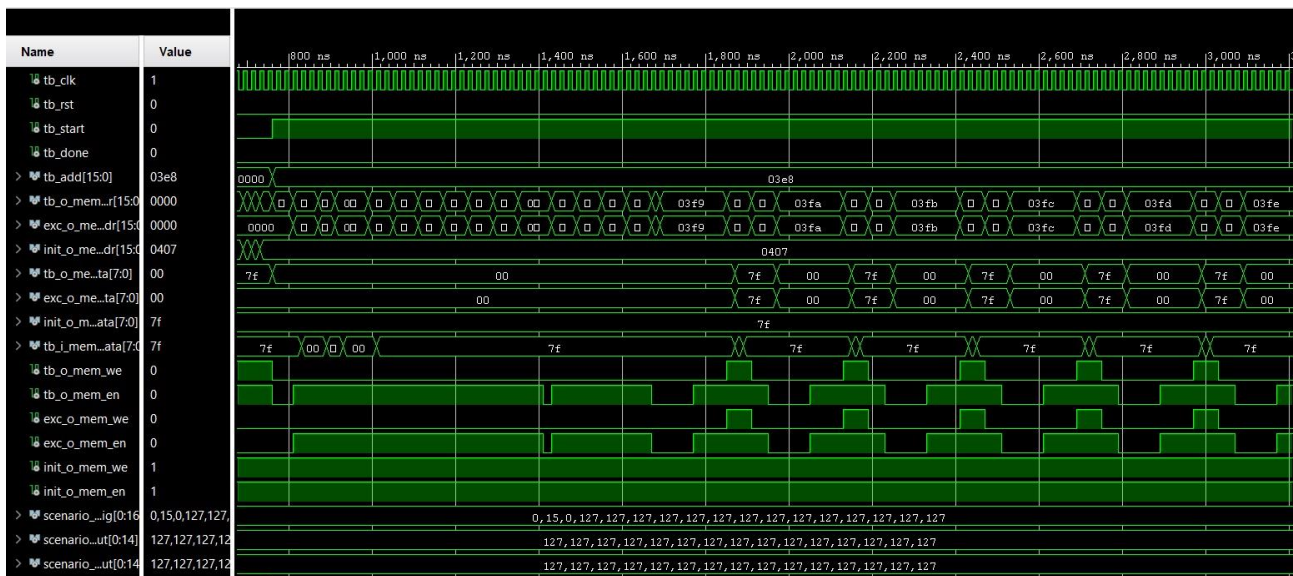 Name Value
800 ns 1,000 ns 1,200 ns 1,400 ns 1,600 ns 1,800 ns 2,000 ns 2,200 ns 2,400 ns 2,600 ns 2,800 ns 3,000 ns
tb_clk 1
tb_rst 0
tb_start 0
tb_done 0
> tb_add[15:0] 03e8 0000 03e8
> tb_o_mem...r[15:0 0000 00 00 03f9 03fa 03fb 03fc 03fd 03fe
> exc_o_me...dr[15:0 0000 0000 00 00 03f9 03fa 03fb 03fc 03fd 03fe
> init_o_me...dr[15:0 0407 0407
> tb_o_me...ta[7:0] 00 7f 00 7f 00 7f 00 7f 00 7f 00 7f 00
> exc_o_me...ta[7:0] 00 00 7f 00 7f 00 7f 00 7f 00 7f 00
> init_o_m...ata[7:0] 7f 7f
> tb_i_mem...ata[7:0 7f 7f 00 00 7f 7f 7f 7f 7f 7f
tb_o_mem_we 0
tb_o_mem_en 0
exc_o_mem_we 0
exc_o_mem_en 0
init_o_mem_we 1
init_o_mem_en 1
> scenario_...ig[0:16 0,15,0,127,127, 0,15,0,127,127,127,127,127,127,127,127,127,127,127,127,127,127
> scenario...ut[0:14] 127,127,127,12 127,127,127,127,127,127,127,127,127,127,127,127,127,127,127
> scenario_...ut[0:14 127,127,127,12 127,127,127,127,127,127,127,127,127,127,127,127,127,127,127